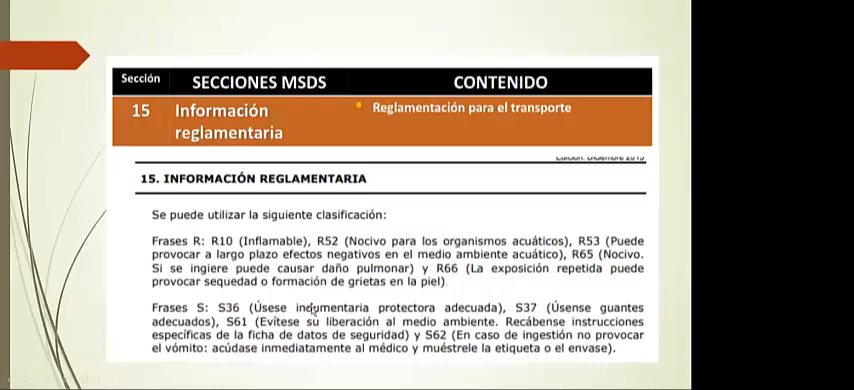 Sección SECCIONES MSDS CONTENIDO
15 Información reglamentaria • Reglamentación para el transporte
Edición: Diciembre 2015
15. INFORMACIÓN REGLAMENTARIA
Se puede utilizar la siguiente clasificación:
Frases R: R10 (Inflamable), R52 (Nocivo para los organismos acuáticos), R53 (Puede
provocar a largo plazo efectos negativos en el medio ambiente acuático), R65 (Nocivo.
Si se ingiere puede causar daño pulmonar) y R66 (La exposición repetida puede
provocar sequedad o formación de grietas en la piel)
Frases S: S36 (Úsese indumentaria protectora adecuada), S37 (Úsense guantes
adecuados), S61 (Evítese su liberación al medio ambiente. Recábense instrucciones
específicas de la ficha de datos de seguridad) y S62 (En caso de ingestión no provocar
el vómito: acúdase inmediatamente al médico y muéstrele la etiqueta o el envase).